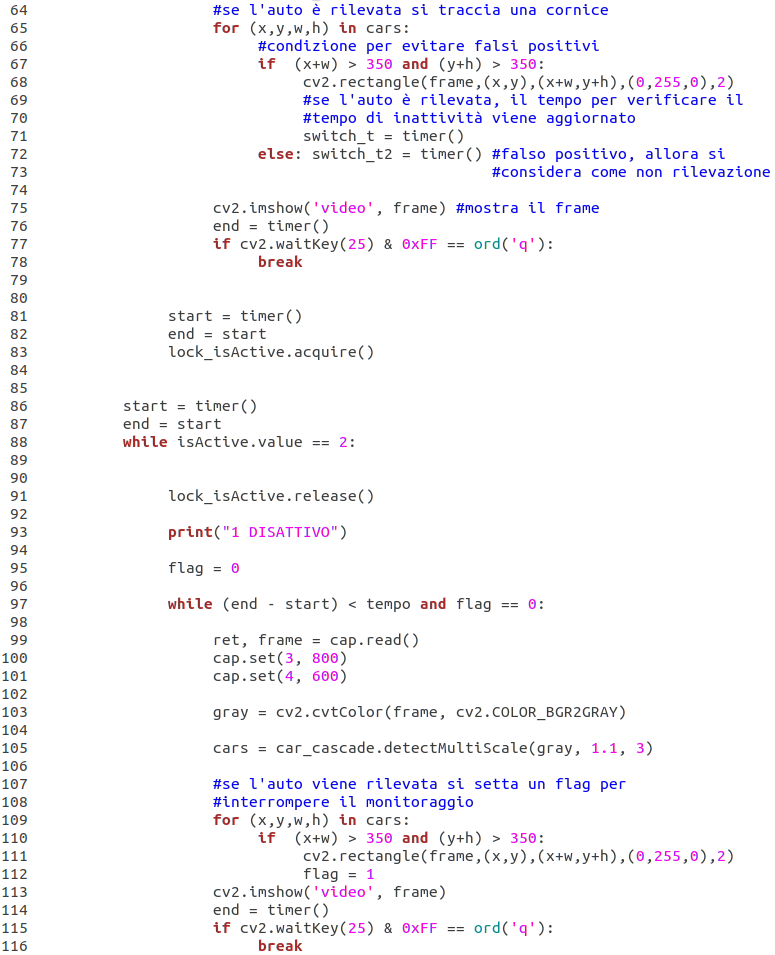 64 #se l'auto è rilevata si traccia una cornice
65 for (x,y,w,h) in cars:
66 #condizione per evitare falsi positivi
67 if  (x+w) > 350 and (y+h) > 350:
68 cv2.rectangle(frame,(x,y),(x+w,y+h),(0,255,0),2)
69 #se l'auto è rilevata, il tempo per verificare il
70 #tempo di inattività viene aggiornato
71 switch_t = timer()
72 else: switch_t2 = timer() #falso positivo, allora si
73 #considera come non rilevazione
74
75 cv2.imshow('video', frame) #mostra il frame
76 end = timer()
77 if cv2.waitKey(25) & 0xFF == ord('q'):
78 break
79
80
81 start = timer()
82 end = start
83 lock_isActive.acquire()
84
85
86 start = timer()
87 end = start
88 while isActive.value == 2:
89
90
91 lock_isActive.release()
92
93 print("1 DISATTIVO")
94
95 flag = 0
96
97 while (end - start) < tempo and flag == 0:
98
99 ret, frame = cap.read()
100 cap.set(3, 800)
101 cap.set(4, 600)
102
103 gray = cv2.cvtColor(frame, cv2.COLOR_BGR2GRAY)
104
105 cars = car_cascade.detectMultiScale(gray, 1.1, 3)
106
107 #se l'auto viene rilevata si setta un flag per
108 #interrompere il monitoraggio
109 for (x,y,w,h) in cars:
110 if  (x+w) > 350 and (y+h) > 350:
111 cv2.rectangle(frame,(x,y),(x+w,y+h),(0,255,0),2)
112 flag = 1
113 cv2.imshow('video', frame)
114 end = timer()
115 if cv2.waitKey(25) & 0xFF == ord('q'):
116 break